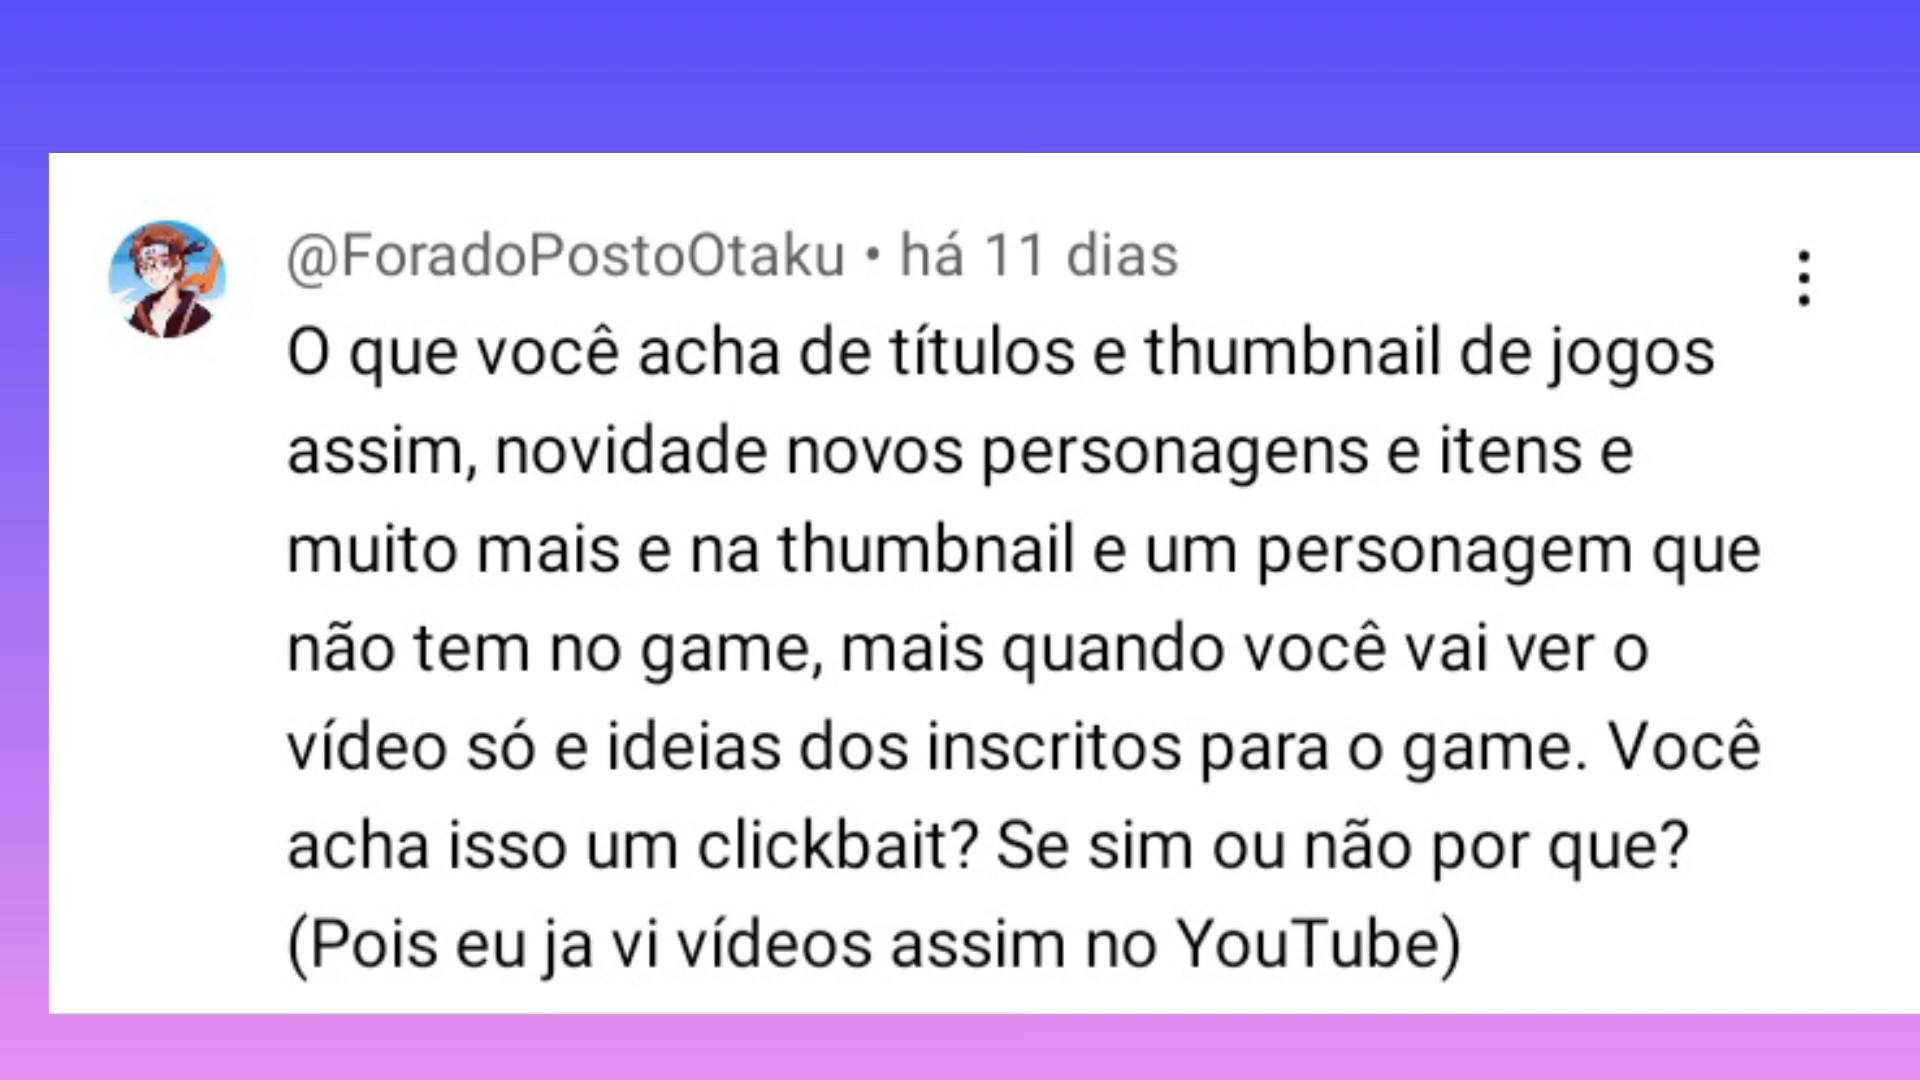 @ForadoPostoOtaku • há 11 dias
O que você acha de títulos e thumbnail de jogos
assim, novidade novos personagens e itens e
muito mais e na thumbnail e um personagem que
não tem no game, mais quando você vai ver o
vídeo só e ideias dos inscritos para o game. Você
acha isso um clickbait? Se sim ou não por que?
(Pois eu ja vi vídeos assim no YouTube)